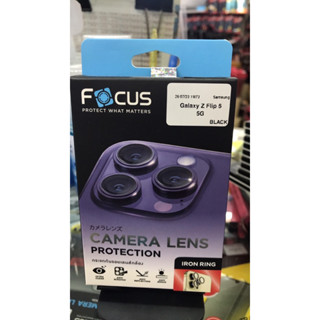 FOCUS
PROTECT WHAT MATTERS
Samsung
Galaxy Z Flip 5
5G
BLACK
カメラレンズ
CAMERA LENS
PROTECTION
IRON RING